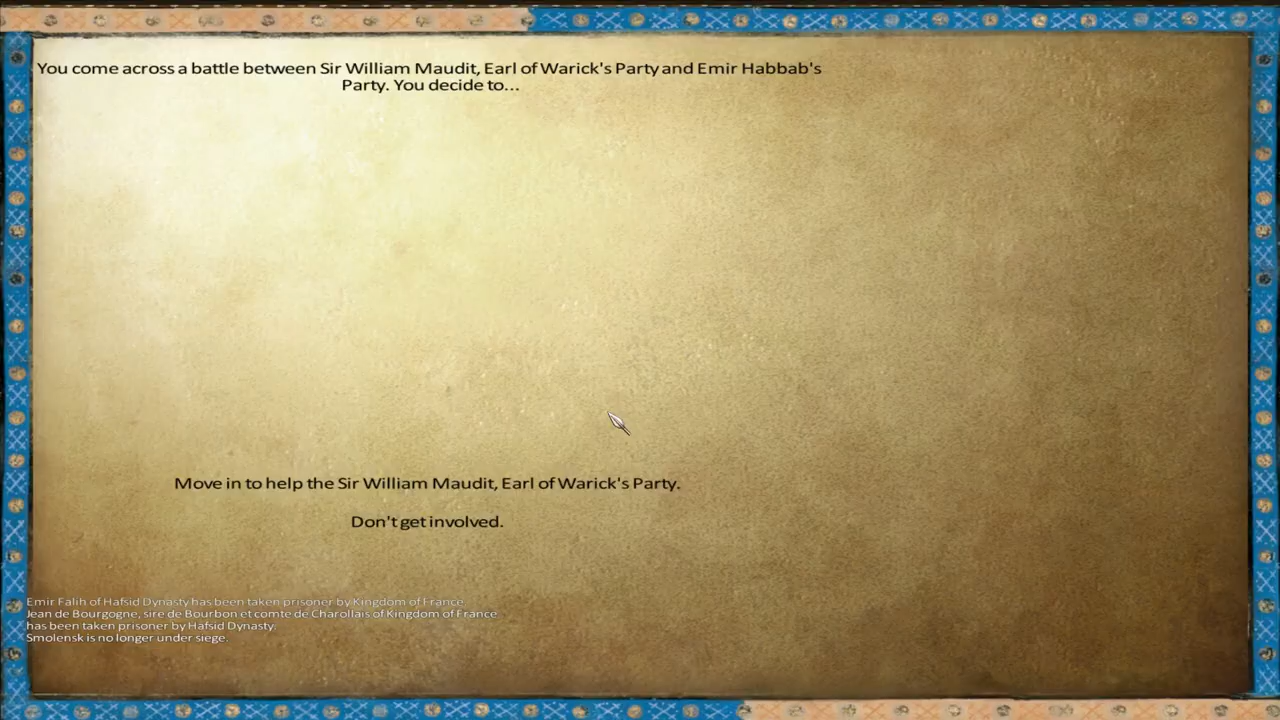 You come across a battle between Sir William Maudit, Earl of Warick's Party and Emir Habbab's
Party. You decide to...
Move in to help the Sir William Maudit, Earl of Warick's Party.
Don't get involved.
Emir Falih of Hafsid Dynasty has been taken prisoner by Kingdom of France.
Jean de Bourgogne, sire de Bourbon et comte de Charollais of Kingdom of France
has been taken prisoner by Hafsid Dynasty.
Smolensk is no longer under siege.